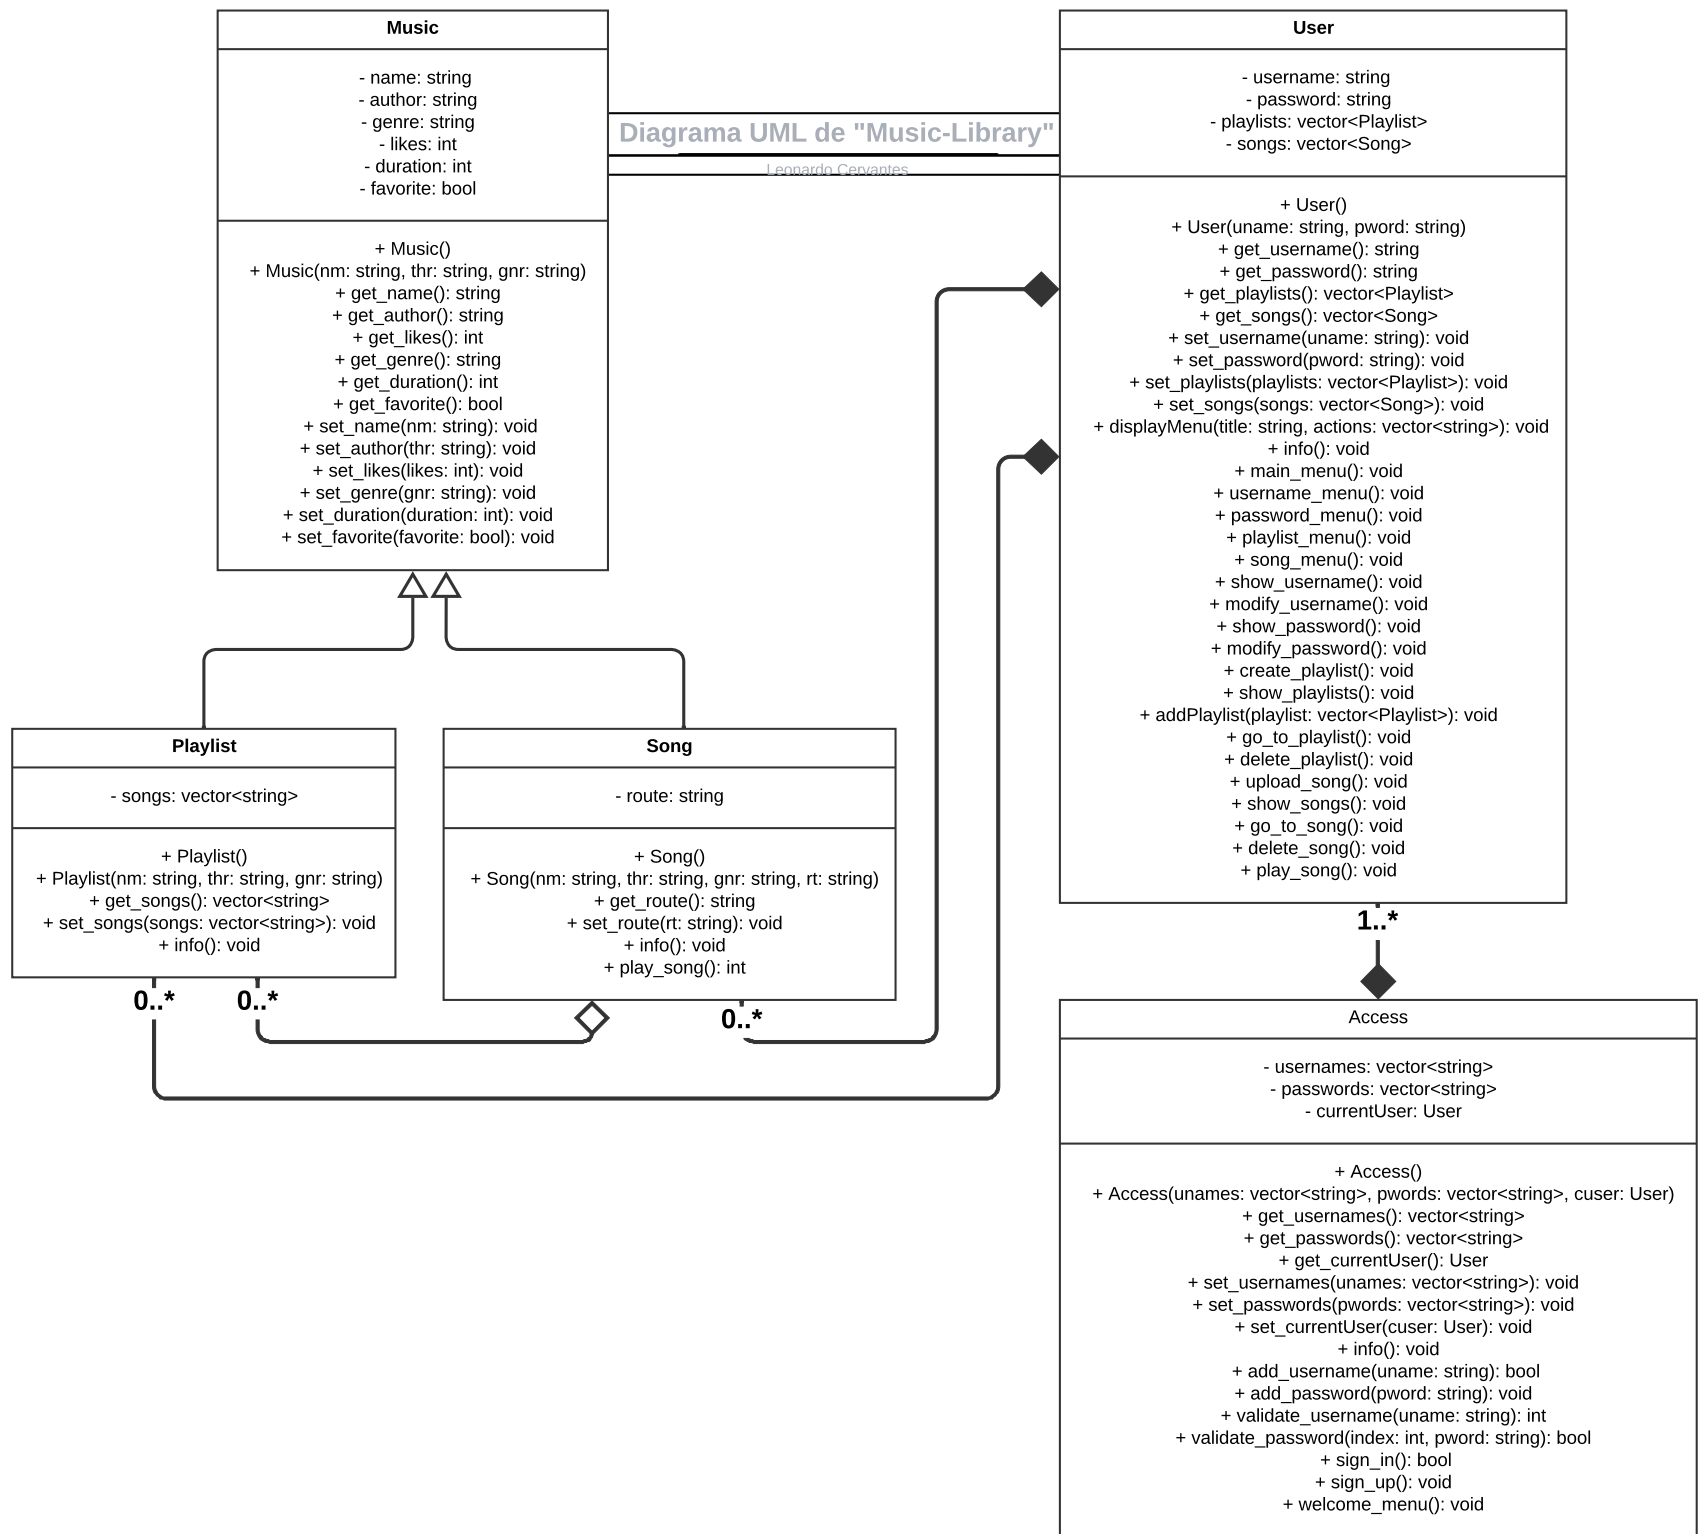 Music
- name: string
- author: string
- genre: string
- likes: int
- duration: int
- favorite: bool
+ Music()
+ Music(nm: string, thr: string, gnr: string)
+ get_name(): string
+ get_author(): string
+ get_likes(): int
+ get_genre(): string
+ get_duration(): int
+ get_favorite(): bool
+ set_name(nm: string): void
+ set_author(thr: string): void
+ set_likes(likes: int): void
+ set_genre(gnr: string): void
+ set_duration(duration: int): void
+ set_favorite(favorite: bool): void
Diagrama UML de "Music-Library"
Leonardo Cervantes
User
- username: string
- password: string
- playlists: vector<Playlist>
- songs: vector<Song>
+ User()
+ User(uname: string, pword: string)
+ get_username(): string
+ get_password(): string
+ get_playlists(): vector<Playlist>
+ get_songs(): vector<Song>
+ set_username(uname: string): void
+ set_password(pword: string): void
+ set_playlists(playlists: vector<Playlist>): void
+ set_songs(songs: vector<Song>): void
+ displayMenu(title: string, actions: vector<string>): void
+ info(): void
+ main_menu(): void
+ username_menu(): void
+ password_menu(): void
+ playlist_menu(): void
+ song_menu(): void
+ show_username(): void
+ modify_username(): void
+ show_password(): void
+ modify_password(): void
+ create_playlist(): void
+ show_playlists(): void
+ addPlaylist(playlist: vector<Playlist>): void
+ go_to_playlist(): void
+ delete_playlist(): void
+ upload_song(): void
+ show_songs(): void
+ go_to_song(): void
+ delete_song(): void
+ play_song(): void
1..*
Playlist
- songs: vector<string>
+ Playlist()
+ Playlist(nm: string, thr: string, gnr: string)
+ get_songs(): vector<string>
+ set_songs(songs: vector<string>): void
+ info(): void
0..*
0..*
Song
- route: string
+ Song()
+ Song(nm: string, thr: string, gnr: string, rt: string)
+ get_route(): string
+ set_route(rt: string): void
+ info(): void
+ play_song(): int
0..*
Access
- usernames: vector<string>
- passwords: vector<string>
- currentUser: User
+ Access()
+ Access(unames: vector<string>, pwords: vector<string>, cuser: User)
+ get_usernames(): vector<string>
+ get_passwords(): vector<string>
+ get_currentUser(): User
+ set_usernames(unames: vector<string>): void
+ set_passwords(pwords: vector<string>): void
+ set_currentUser(cuser: User): void
+ info(): void
+ add_username(uname: string): bool
+ add_password(pword: string): void
+ validate_username(uname: string): int
+ validate_password(index: int, pword: string): bool
+ sign_in(): bool
+ sign_up(): void
+ welcome_menu(): void